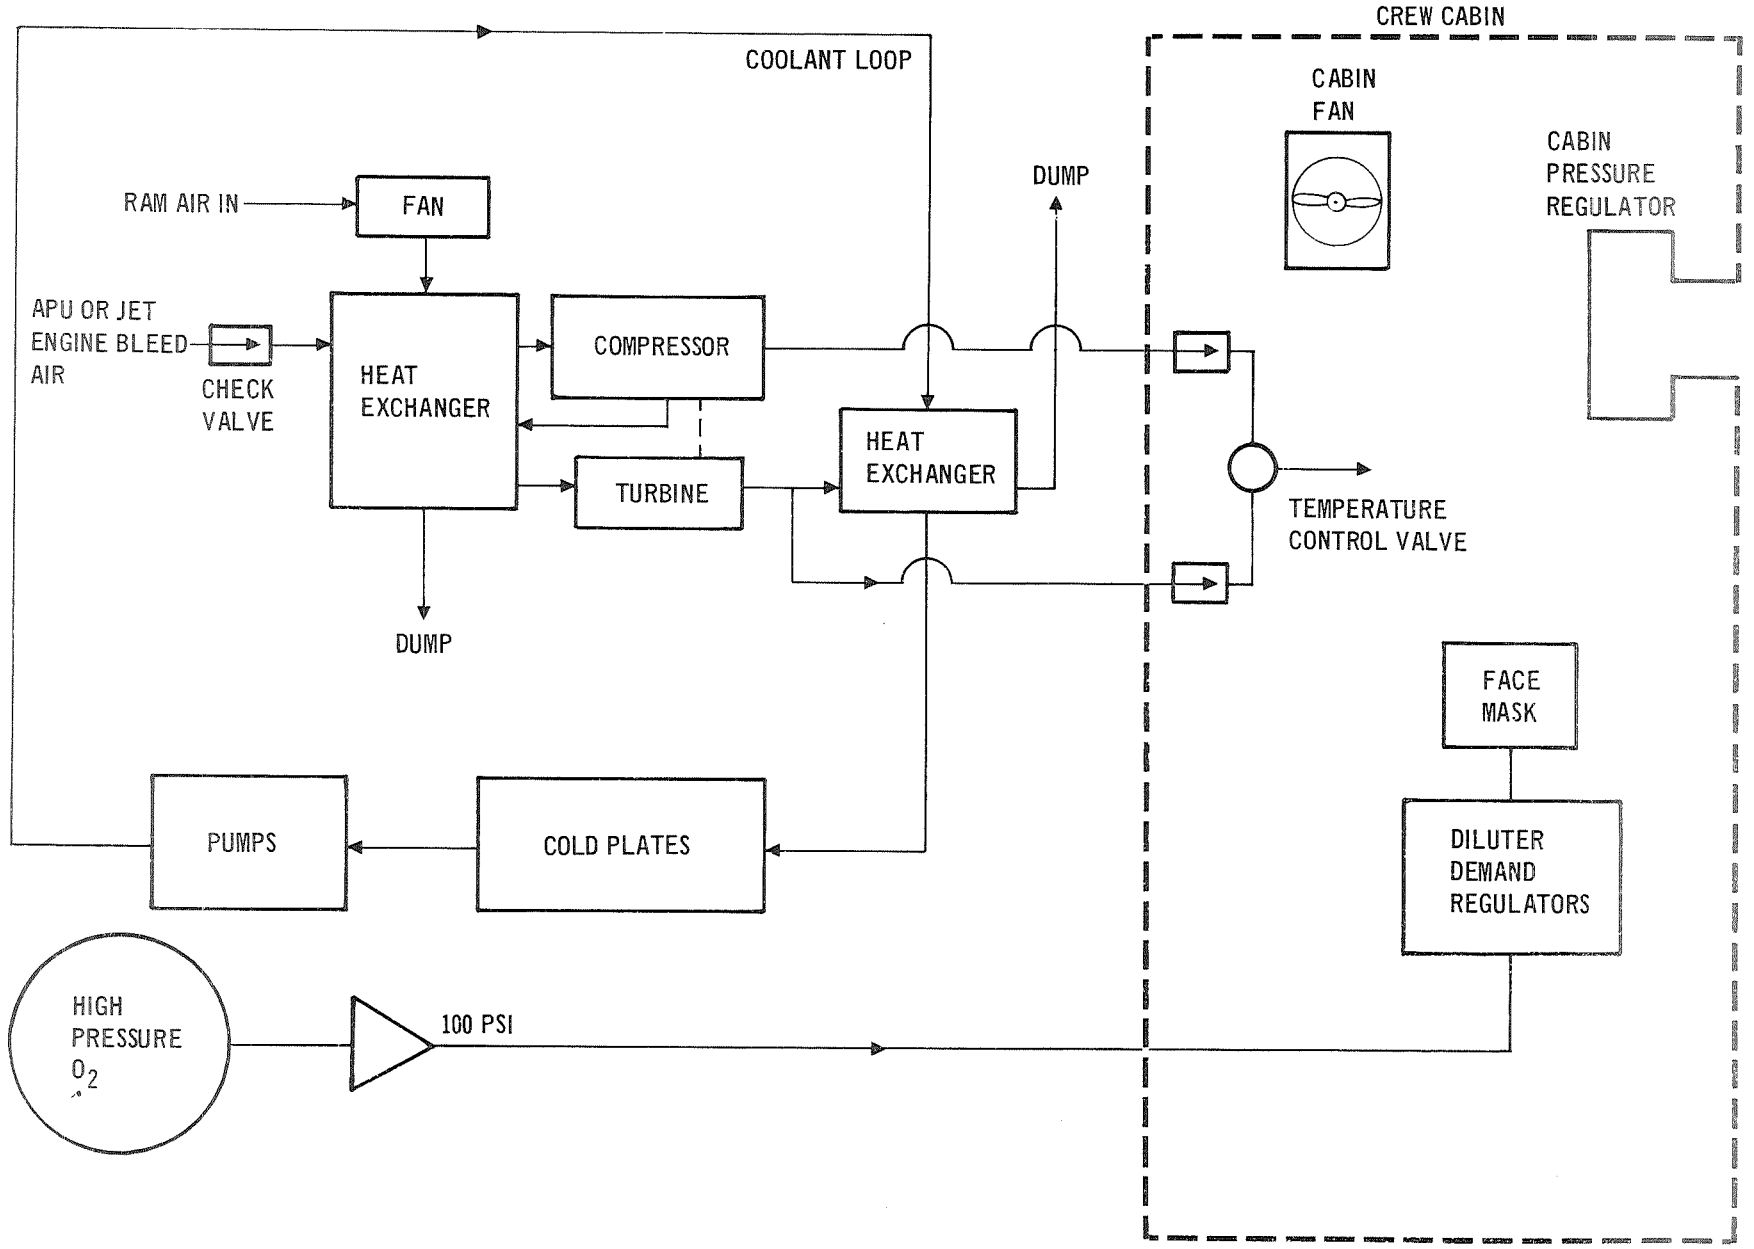 CREW CABIN
COOLANT LOOP
CABIN
FAN
CABIN
PRESSURE
REGULATOR
DUMP
RAM AIR IN
FAN
APU OR JET
ENGINE BLEED
AIR
CHECK
VALVE
HEAT
EXCHANGER
COMPRESSOR
HEAT
EXCHANGER
TURBINE
TEMPERATURE
CONTROL VALVE
DUMP
FACE
MASK
PUMPS
COLD PLATES
DILUTER
DEMAND
REGULATORS
HIGH
PRESSURE
O2
100 PSI